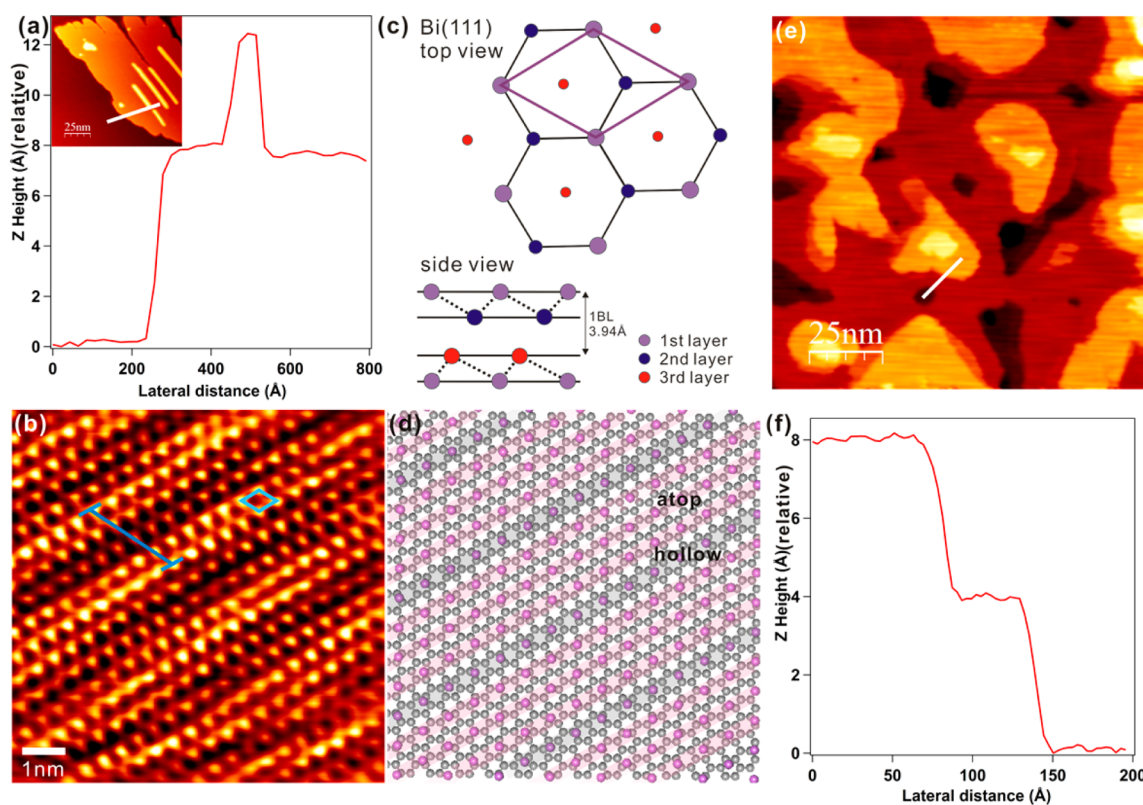 (a)
12
10
8
6
4
2
0
Z Height (Å)(relative)
25nm
0 200 400 600 800
Lateral distance (Å)
(c)
Bi(111)
top view
side view
1BL
3.94Å
1st layer
2nd layer
3rd layer
(e)
25nm
(b)
1nm
(d)
atop
hollow
(f)
8
4
0
Z Height (Å)(relative)
0 50 100 150 200
Lateral distance (Å)